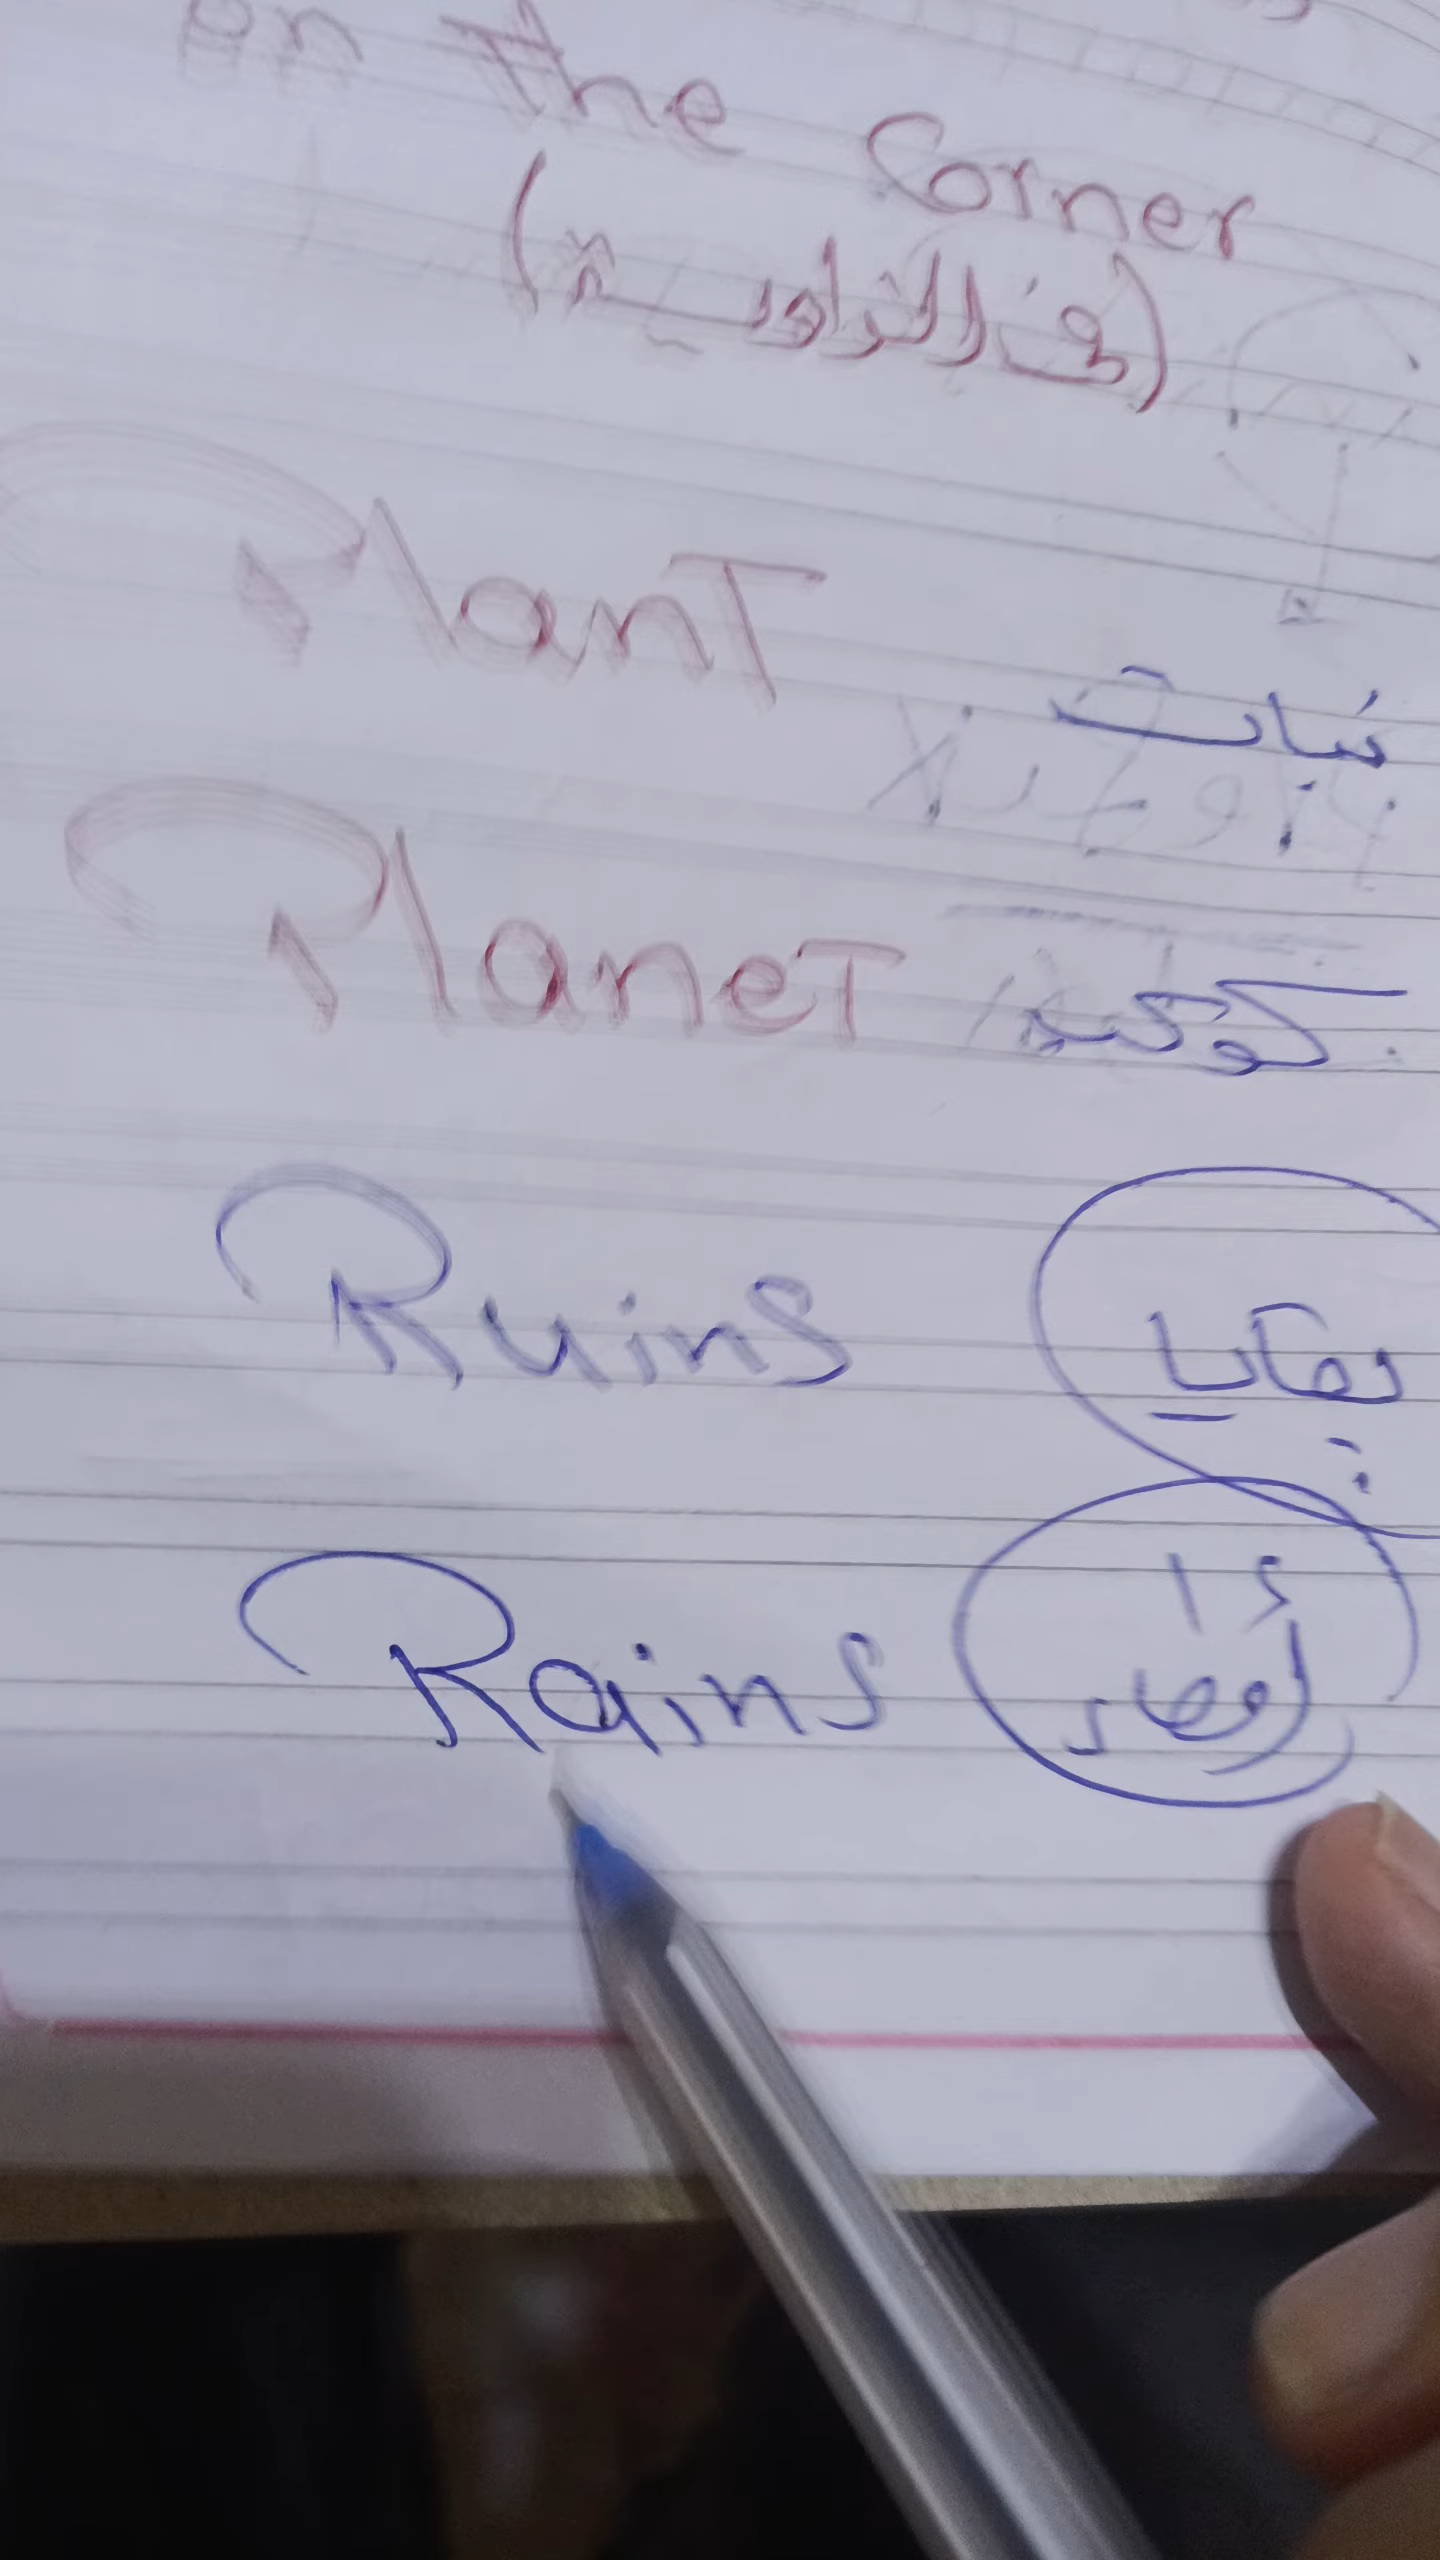 on the Corner
(في الزاوية)
Plant نبات
Planet كوكب
Ruins بقايا
Rains أمطار